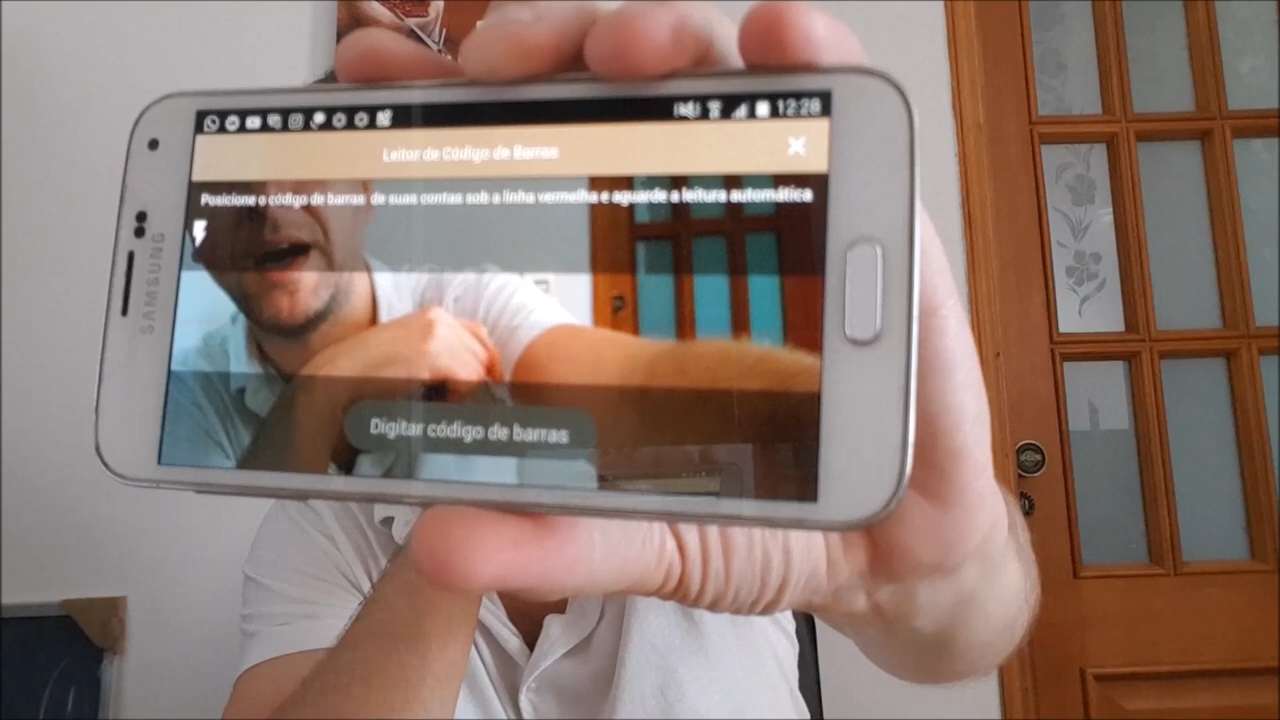 12:28
Leitor de Código de Barras
Posicione o código de barras de suas contas sob a linha vermelha e aguarde a leitura automática
SAMSUNG
Digitar código de barras